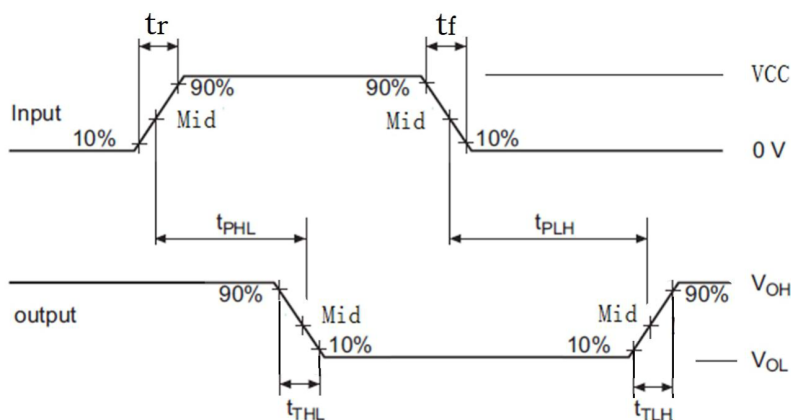 tr tf
90% 90% VCC
Input Mid Mid
10% 10% 0 V
tPHL tPLH
90% 90% VOH
output Mid Mid
10% 10% VOL
tTHL tTLH